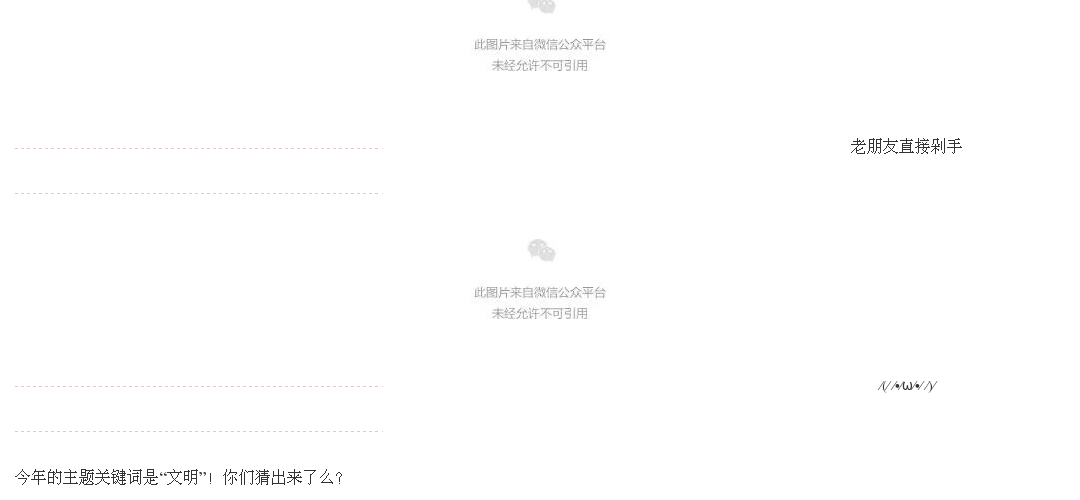 此图片来自微信公众平台
未经允许不可引用
老朋友直接剁手
此图片来自微信公众平台
未经允许不可引用
⁄(⁄ ⁄•⁄ω⁄•⁄ ⁄)⁄
今年的主题关键词是“文明”！你们猜出来了么？